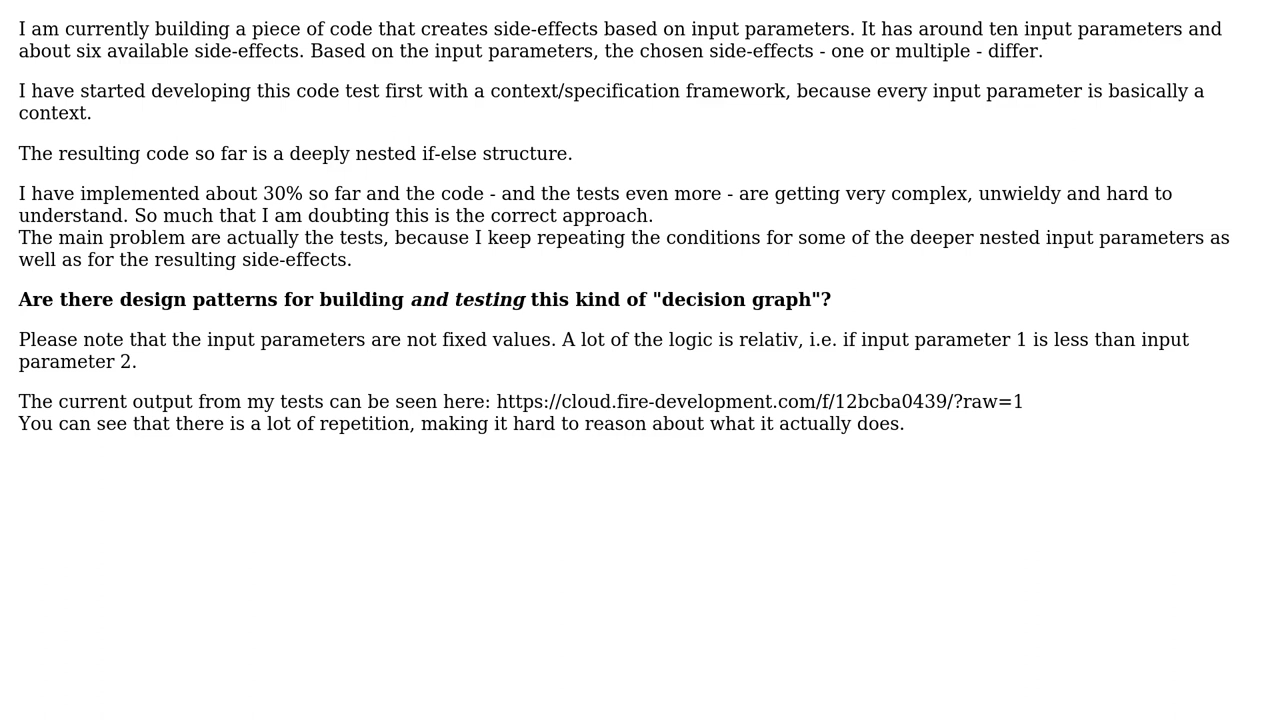 I am currently building a piece of code that creates side-effects based on input parameters. It has around ten input parameters and
about six available side-effects. Based on the input parameters, the chosen side-effects - one or multiple - differ.
I have started developing this code test first with a context/specification framework, because every input parameter is basically a
context.
The resulting code so far is a deeply nested if-else structure.
I have implemented about 30% so far and the code - and the tests even more - are getting very complex, unwieldy and hard to
understand. So much that I am doubting this is the correct approach.
The main problem are actually the tests, because I keep repeating the conditions for some of the deeper nested input parameters as
well as for the resulting side-effects.
Are there design patterns for building and testing this kind of "decision graph"?
Please note that the input parameters are not fixed values. A lot of the logic is relativ, i.e. if input parameter 1 is less than input
parameter 2.
The current output from my tests can be seen here: https://cloud.fire-development.com/f/12bcba0439/?raw=1
You can see that there is a lot of repetition, making it hard to reason about what it actually does.